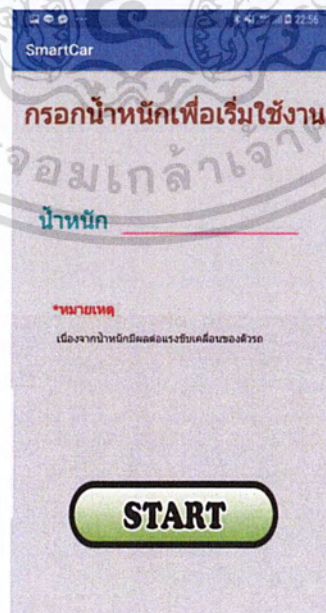 22:56
SmartCar
กรอกน้ำหนักเพื่อเริ่มใช้งาน
จอมเกล้าเจ้า
น้ำหนัก
*หมายเหตุ
เนื่องจากน้ำหนักมีผลต่อแรงขับเคลื่อนของตัวรถ
START